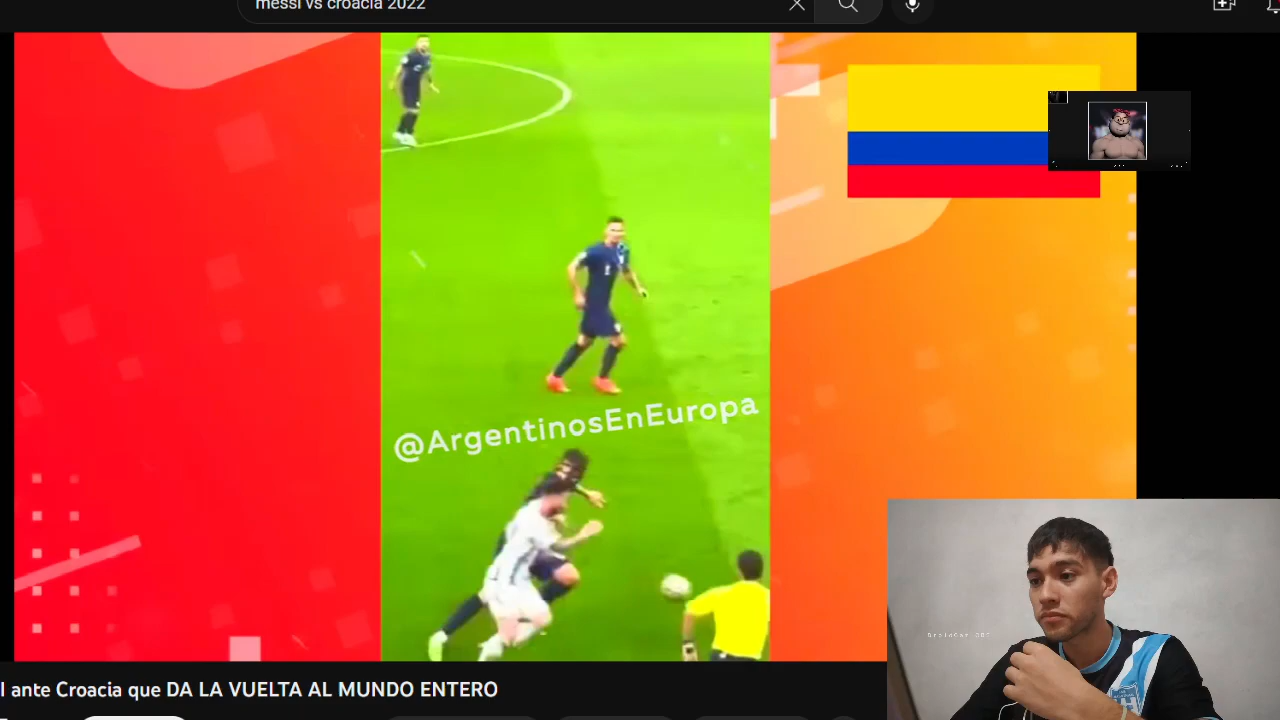 messi vs croacia 2022
@ArgentinosEnEuropa
l ante Croacia que DA LA VUELTA AL MUNDO ENTERO